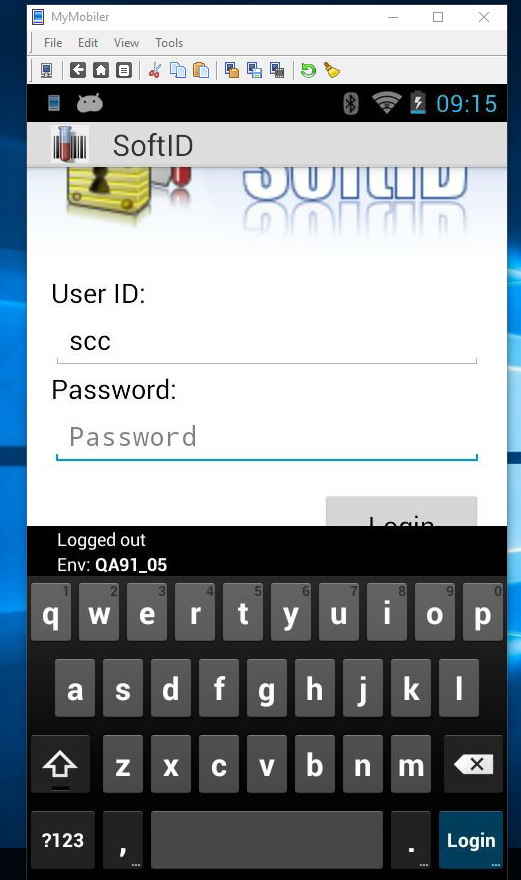 MyMobiler
File Edit View Tools
09:15
SoftID
SoftID
User ID:
scc
Password:
Password
Login
Logged out
Env: QA91_05
1 2 3 4 5 6 7 8 9 0
q w e r t y u i o p
a s d f g h j k l
z x c v b n m
?123 , . Login